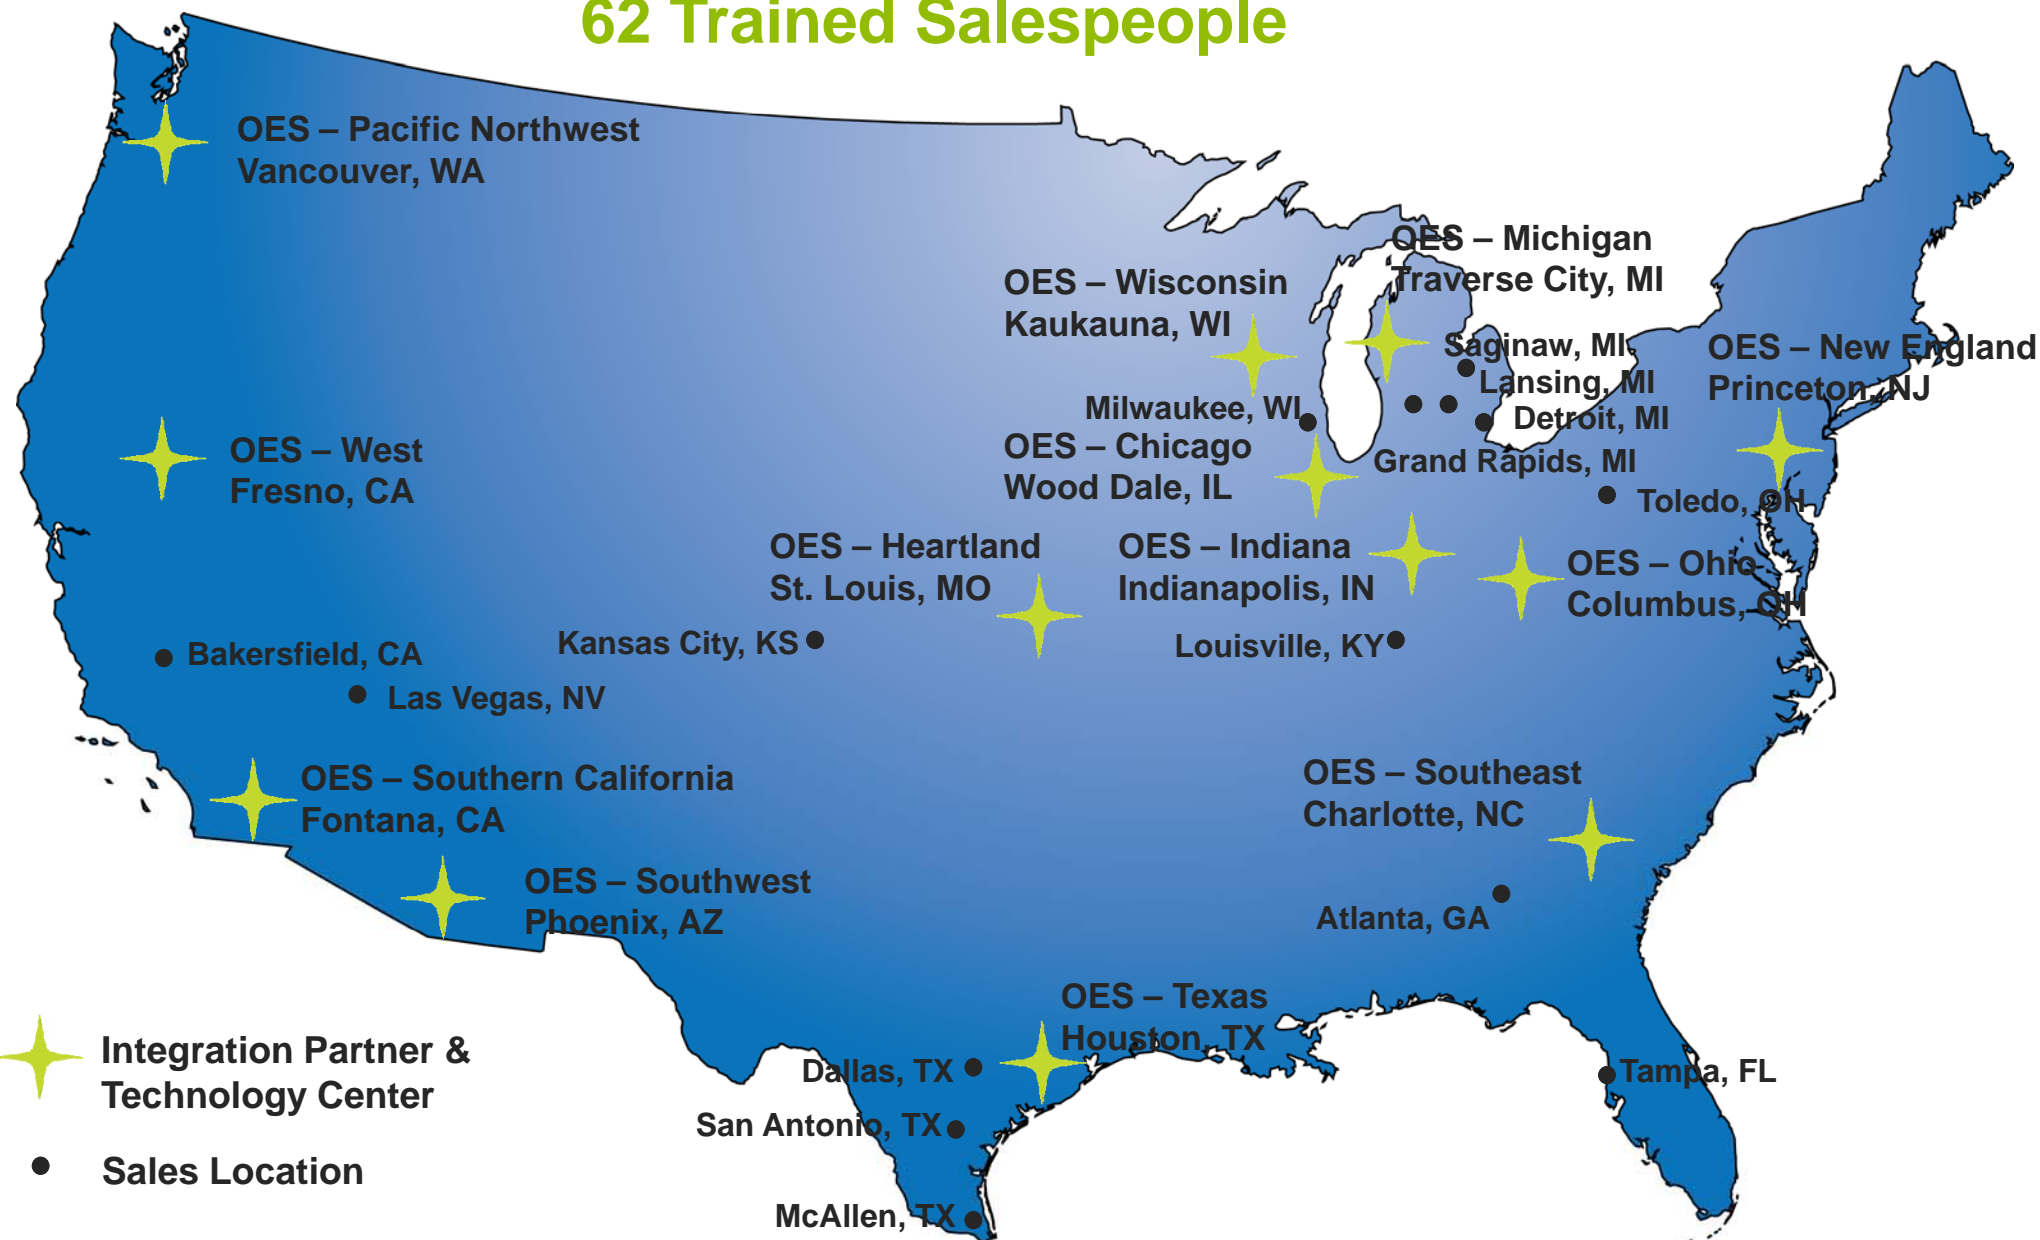 62 Trained Salespeople
OES – Pacific Northwest
Vancouver, WA
OES – Michigan
Traverse City, MI
OES – Wisconsin
Kaukauna, WI
Saginaw, MI
OES – New England
Princeton, NJ
Lansing, MI
Milwaukee, WI
Detroit, MI
OES – West
Fresno, CA
OES – Chicago
Wood Dale, IL
Grand Rapids, MI
Toledo, OH
OES – Heartland
St. Louis, MO
OES – Indiana
Indianapolis, IN
OES – Ohio
Columbus, OH
Kansas City, KS
Louisville, KY
Bakersfield, CA
Las Vegas, NV
OES – Southern California
Fontana, CA
OES – Southeast
Charlotte, NC
OES – Southwest
Phoenix, AZ
Atlanta, GA
OES – Texas
Houston, TX
Dallas, TX
Tampa, FL
San Antonio, TX
McAllen, TX
Integration Partner &
Technology Center
Sales Location